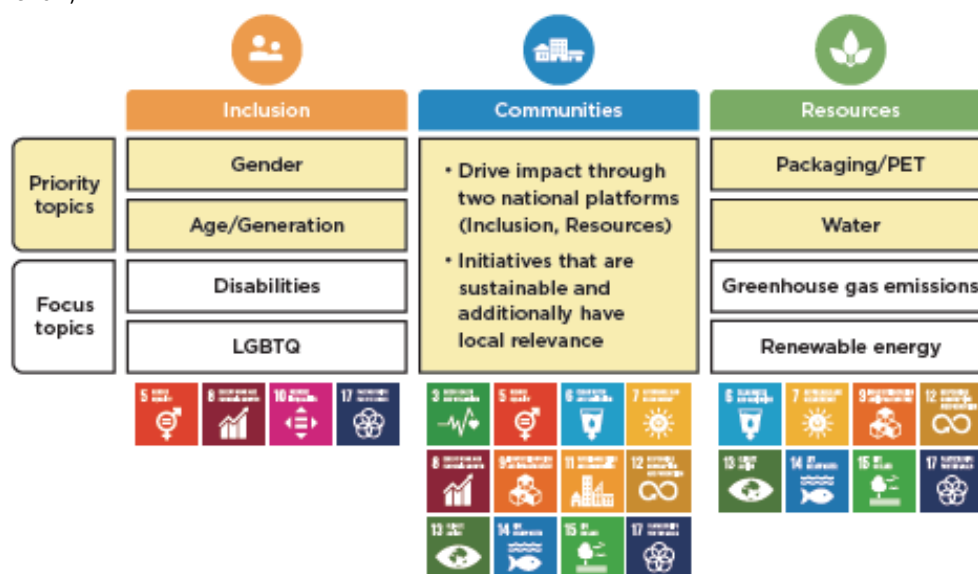 Inclusion
Communities
Resources
Priority
topics
Gender
Age/Generation
• Drive impact through
two national platforms
(Inclusion, Resources)
• Initiatives that are
sustainable and
additionally have
local relevance
Packaging/PET
Water
Focus
topics
Disabilities
LGBTQ
Greenhouse gas emissions
Renewable energy
5
8
10
17
3
5
6
7
6
7
9
12
8
9
11
12
13
14
15
17
13
14
15
17